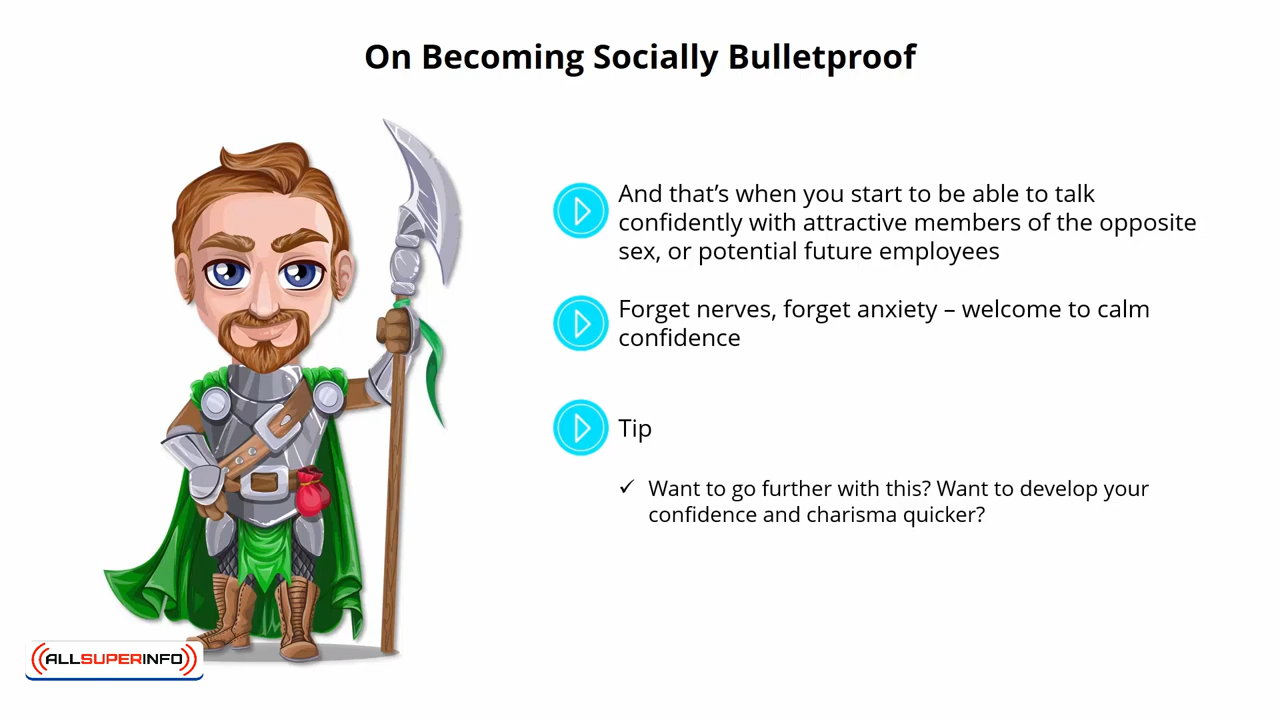 On Becoming Socially Bulletproof
And that’s when you start to be able to talk
confidently with attractive members of the opposite
sex, or potential future employees
Forget nerves, forget anxiety – welcome to calm
confidence
Tip
✓ Want to go further with this? Want to develop your
confidence and charisma quicker?
ALLSUPERINFO